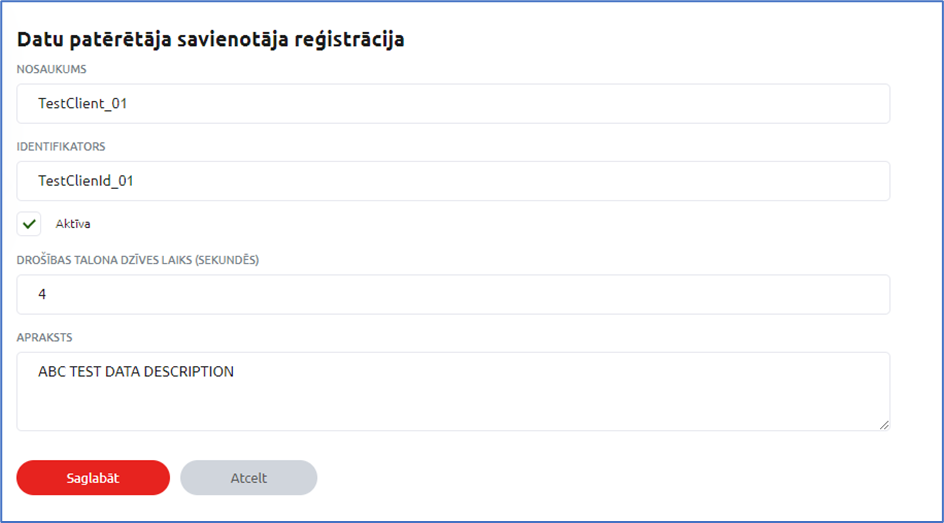 Datu patērētāja savienotāja reģistrācija
NOSAUKUMS
TestClient_01
IDENTIFIKATORS
TestClienId_01
Aktīva
DROŠĪBAS TALONA DZĪVES LAIKS (SEKUNDĒS)
4
APRAKSTS
ABC TEST DATA DESCRIPTION
Saglabāt
Atcelt